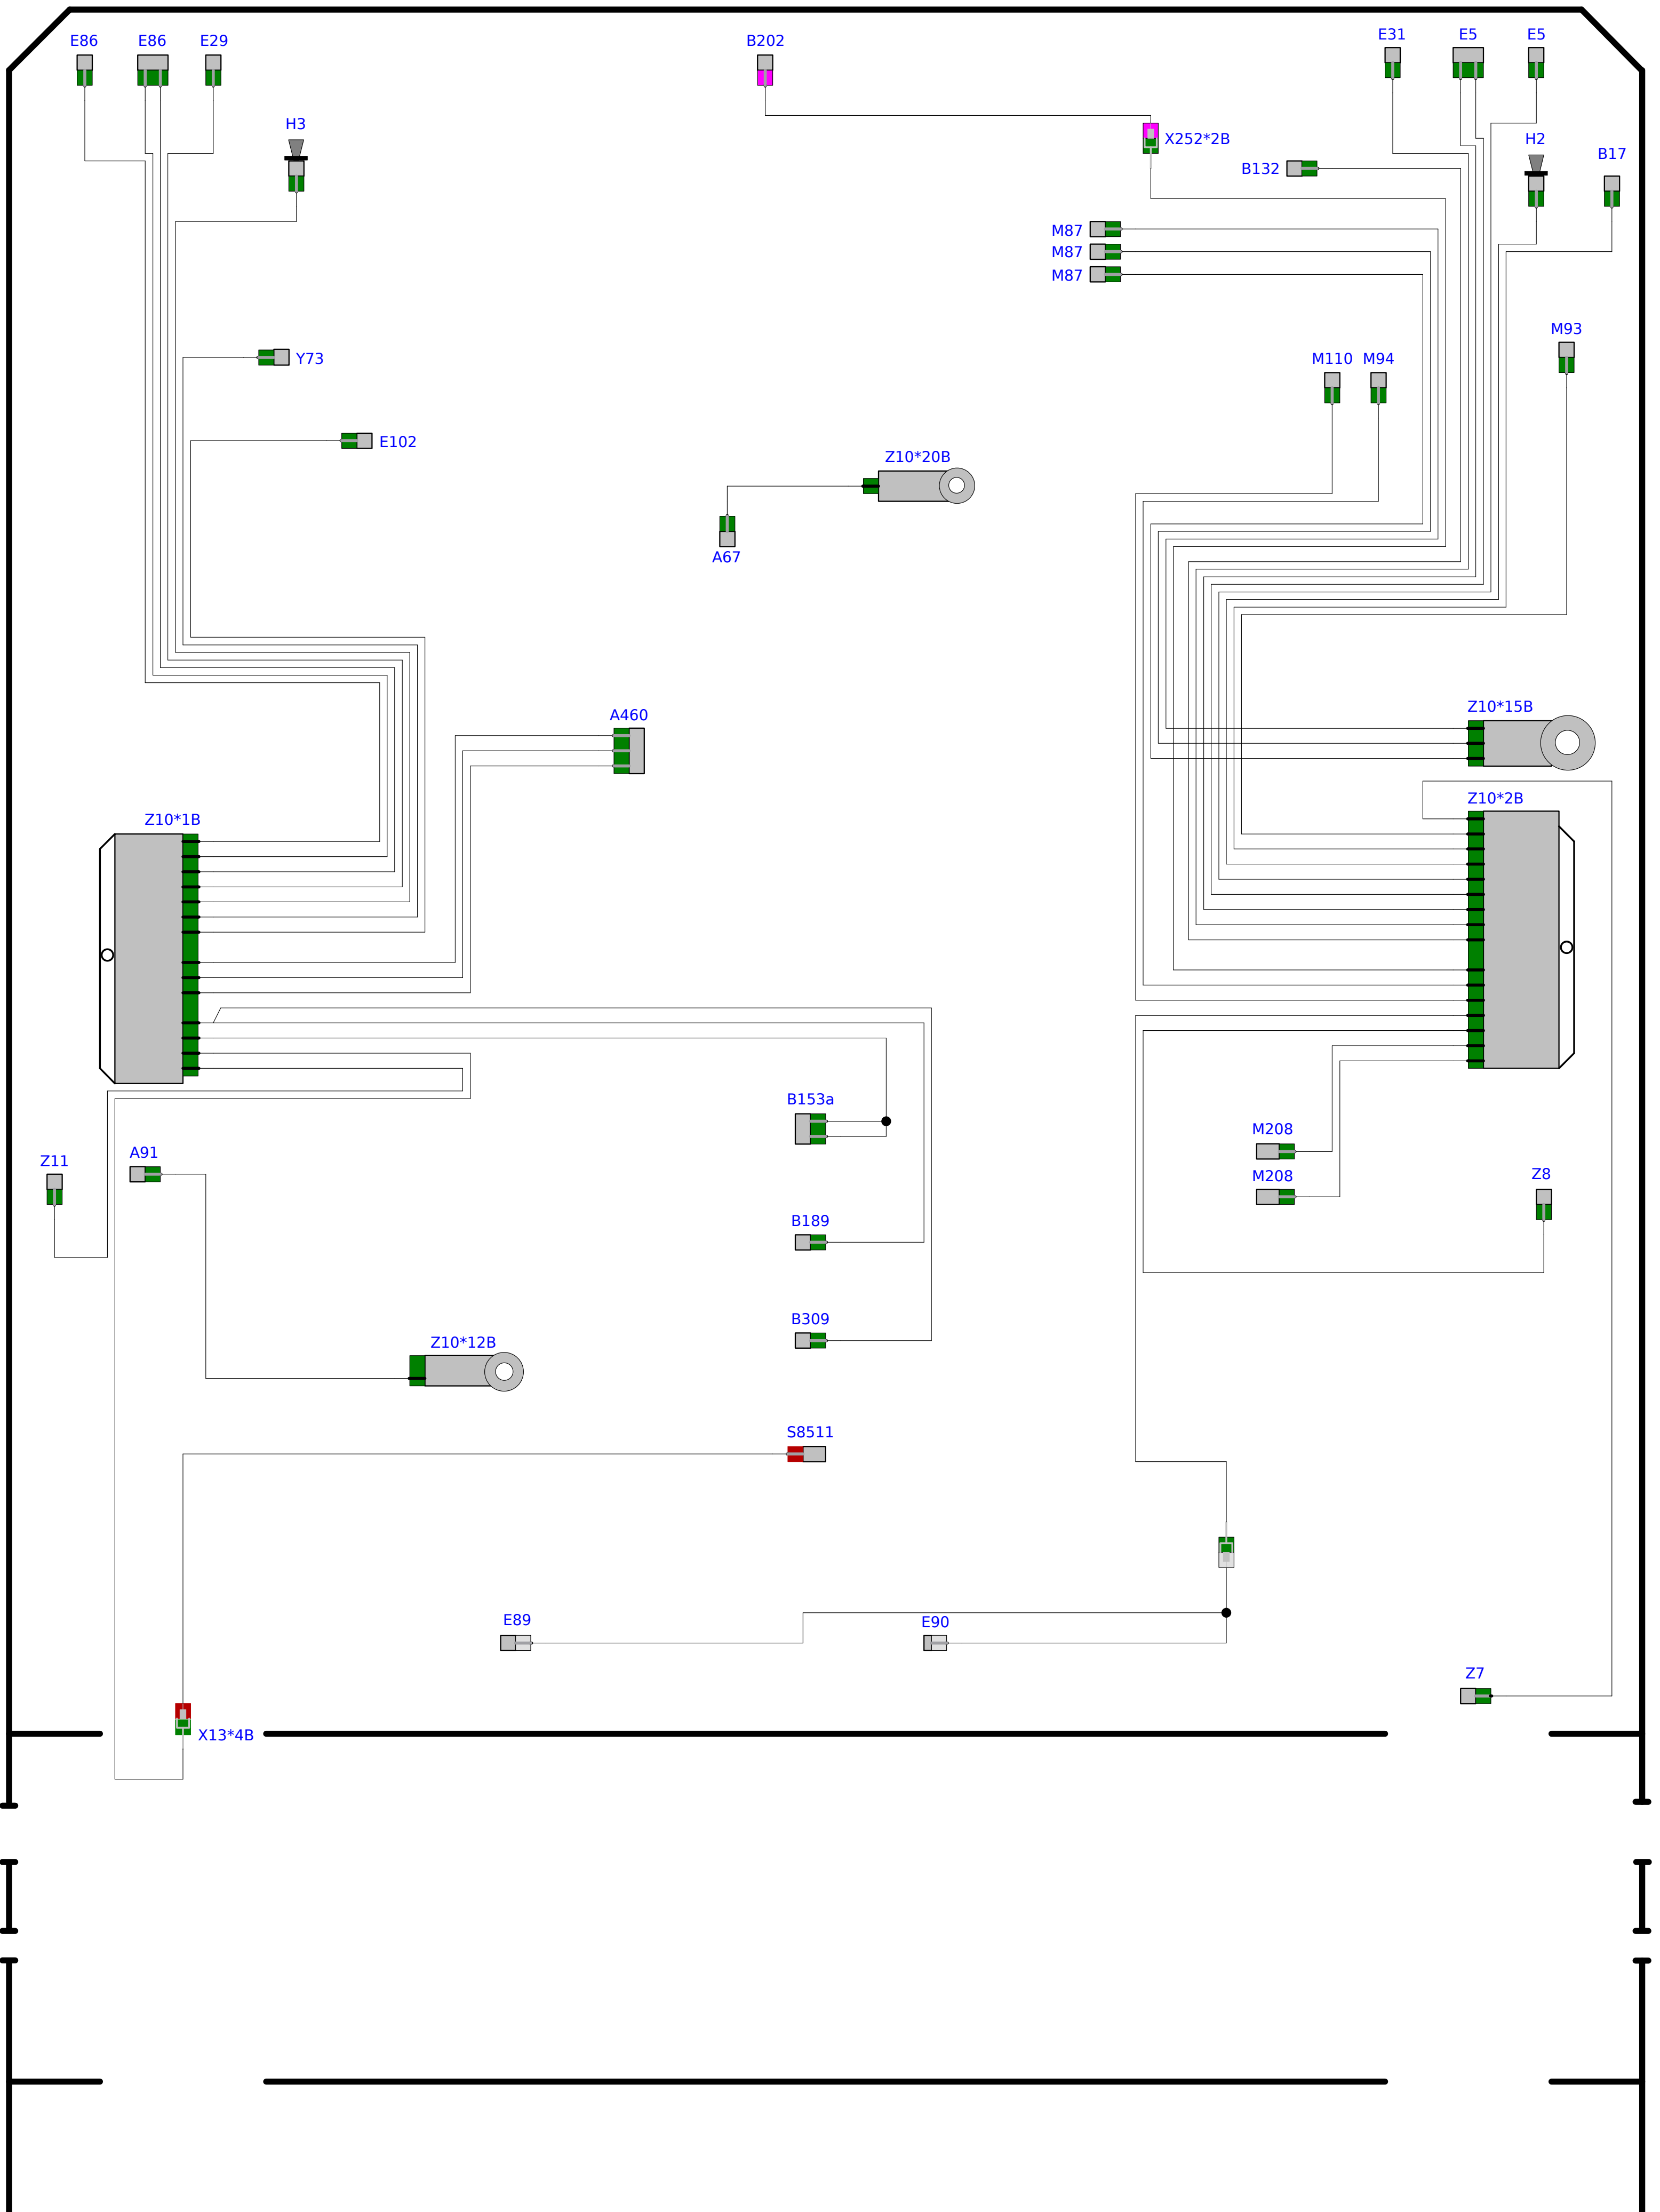 E86 E86 E29 B202 E31 E5 E5
H3 X252*2B H2
B132 B17
M87
M87
M87
Y73 M110 M94 M93
E102
Z10*20B
A67
A460 Z10*15B
Z10*1B Z10*2B
B153a
Z11 A91 M208
M208 Z8
B189
B309
Z10*12B
S8511
E89 E90
Z7
X13*4B